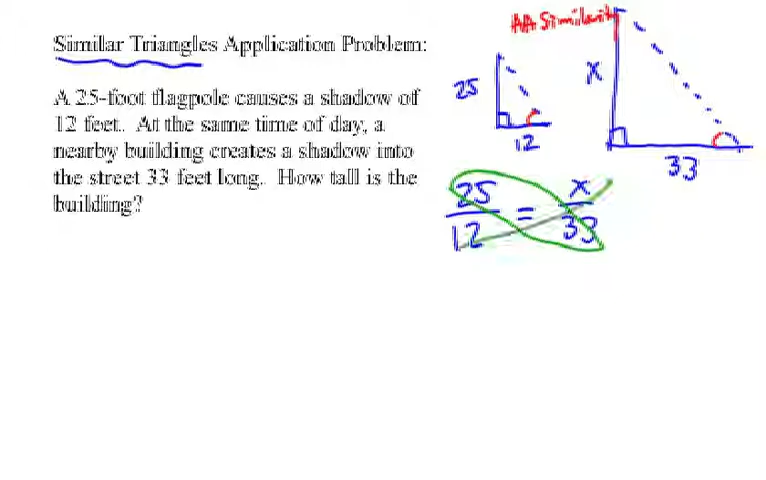 Similar Triangles Application Problem:
A 25-foot flagpole causes a shadow of
12 feet. At the same time of day, a
nearby building creates a shadow into
the street 33 feet long. How tall is the
building?
AA Similarity
25
12
x
33
25/12 = x/33